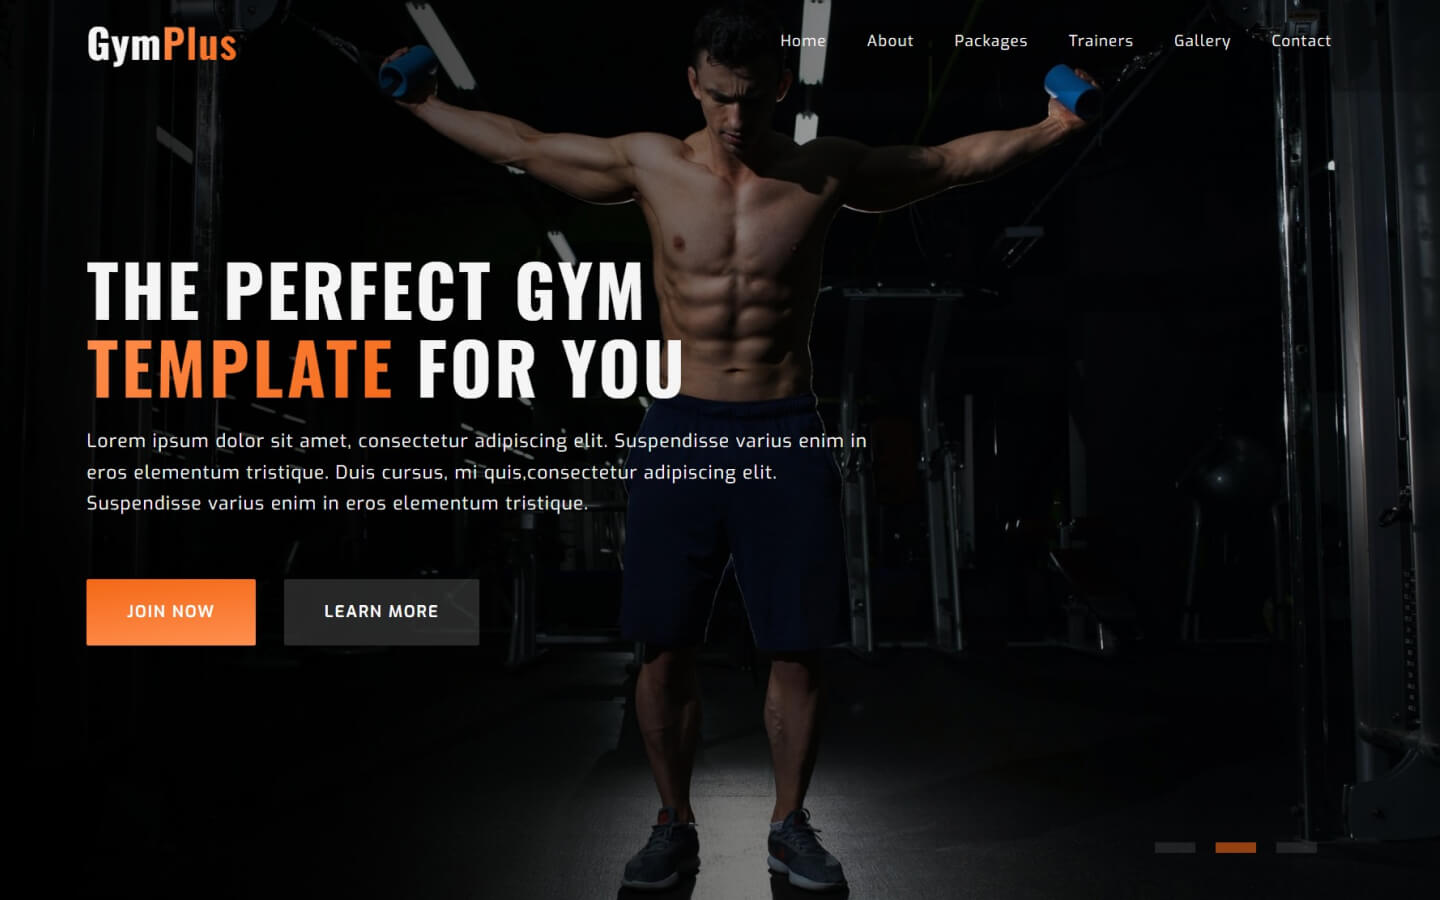 GymPlus
Home About Packages Trainers Gallery Contact
THE PERFECT GYM
TEMPLATE FOR YOU
Lorem ipsum dolor sit amet, consectetur adipiscing elit. Suspendisse varius enim in
eros elementum tristique. Duis cursus, mi quis,consectetur adipiscing elit.
Suspendisse varius enim in eros elementum tristique.
JOIN NOW
LEARN MORE